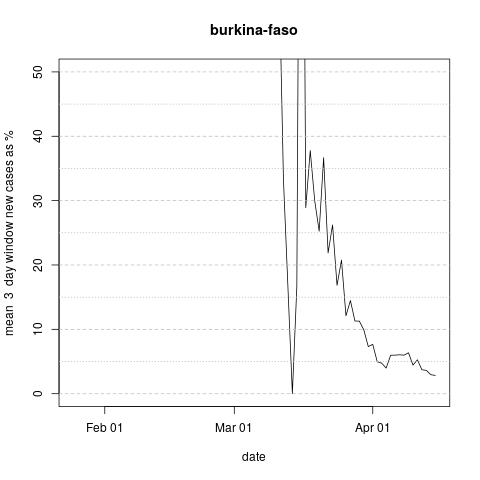 burkina-faso
mean  3  day window new cases as %
50
40
30
20
10
0
Feb 01
Mar 01
Apr 01
date